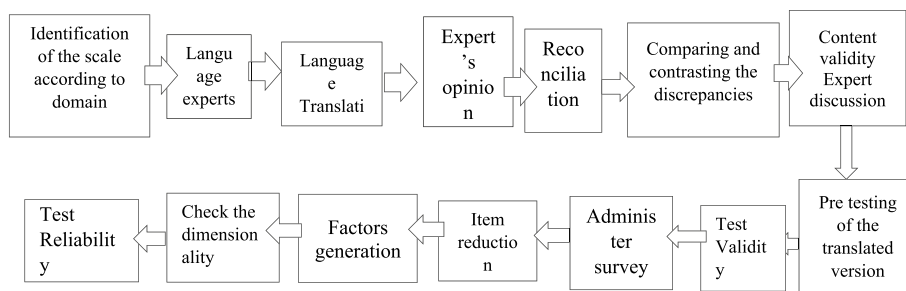 Identification
of the scale
according to
domain
Langu
age
experts
Languag
e
Translati
Expert
’s
opinio
n
Reco
ncilia
tion
Comparing and
contrasting the
discrepancies
Content
validity
Expert
discussion
Test
Reliabilit
y
Check the
dimension
ality
Factors
generation
Item
reductio
n
Adminis
ter
survey
Test
Validit
y
Pre testing
of the
translated
version